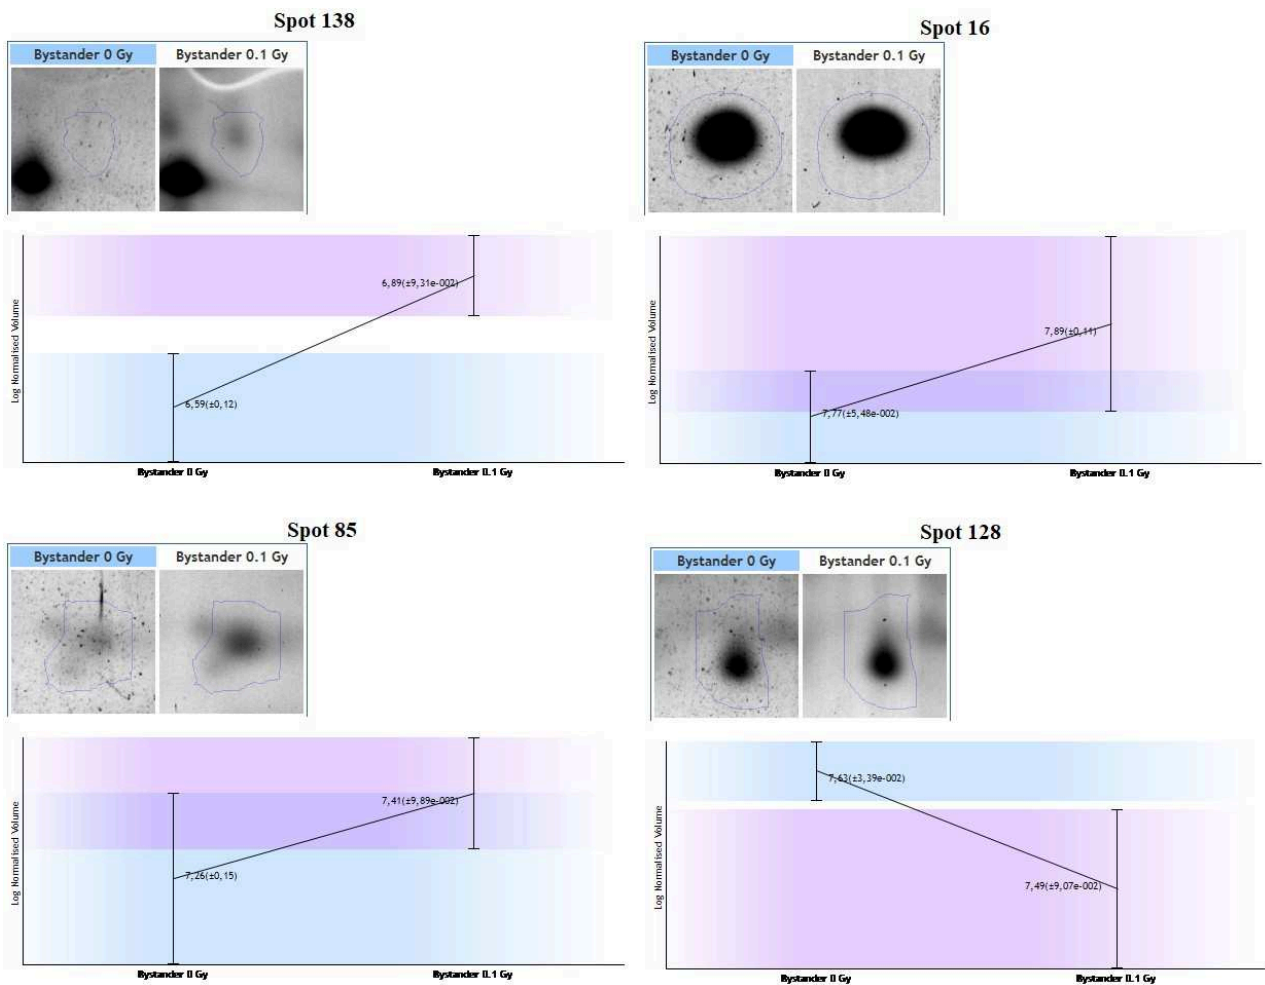 Spot 138
Bystander 0 Gy Bystander 0.1 Gy
Log Normalised Volume
6,89(±9,31e-002)
6,59(±0,12)
Bystander 0 Gy Bystander 0.1 Gy
Spot 16
Bystander 0 Gy Bystander 0.1 Gy
Log Normalised Volume
7,89(±0,11)
7,77(±5,48e-002)
Bystander 0 Gy Bystander 0.1 Gy
Spot 85
Bystander 0 Gy Bystander 0.1 Gy
Log Normalised Volume
7,41(±9,89e-002)
7,26(±0,15)
Bystander 0 Gy Bystander 0.1 Gy
Spot 128
Bystander 0 Gy Bystander 0.1 Gy
Log Normalised Volume
7,63(±3,39e-002)
7,49(±9,07e-002)
Bystander 0 Gy Bystander 0.1 Gy